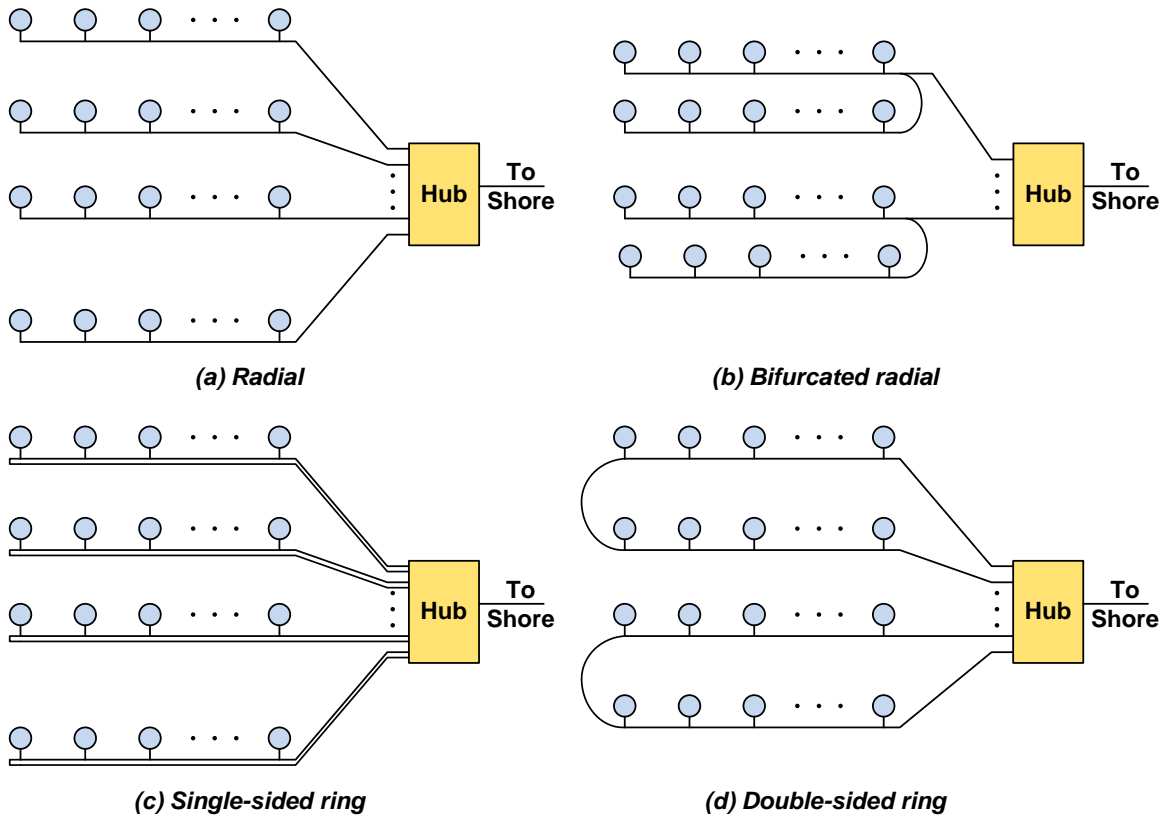 Hub
To
Shore
(a) Radial
Hub
To
Shore
(b) Bifurcated radial
Hub
To
Shore
(c) Single-sided ring
Hub
To
Shore
(d) Double-sided ring